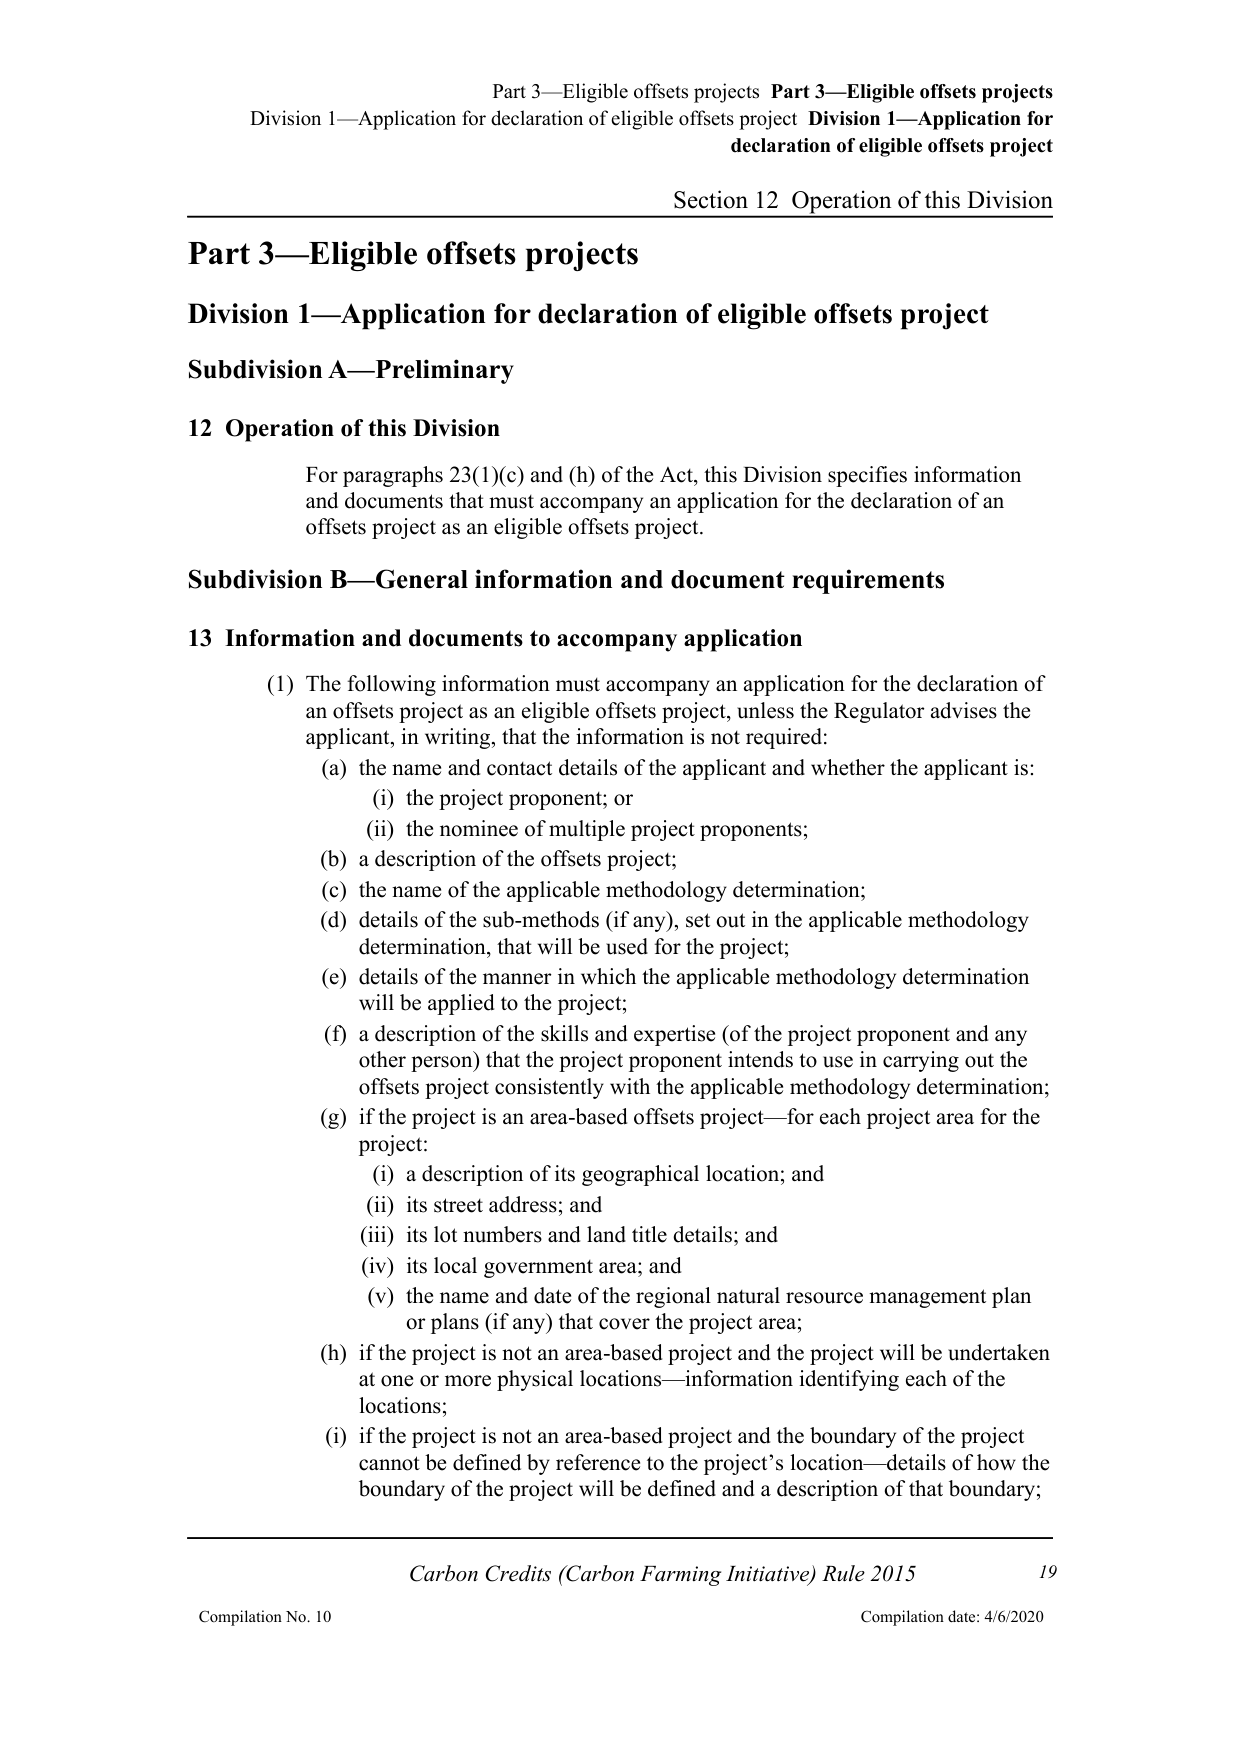 Part 3—Eligible offsets projects  Part 3—Eligible offsets projects
Division 1—Application for declaration of eligible offsets project  Division 1—Application for
declaration of eligible offsets project
Section 12  Operation of this Division
Part 3—Eligible offsets projects
Division 1—Application for declaration of eligible offsets project
Subdivision A—Preliminary
12  Operation of this Division
For paragraphs 23(1)(c) and (h) of the Act, this Division specifies information
and documents that must accompany an application for the declaration of an
offsets project as an eligible offsets project.
Subdivision B—General information and document requirements
13  Information and documents to accompany application
(1) The following information must accompany an application for the declaration of
an offsets project as an eligible offsets project, unless the Regulator advises the
applicant, in writing, that the information is not required:
(a) the name and contact details of the applicant and whether the applicant is:
(i) the project proponent; or
(ii) the nominee of multiple project proponents;
(b) a description of the offsets project;
(c) the name of the applicable methodology determination;
(d) details of the sub-methods (if any), set out in the applicable methodology
determination, that will be used for the project;
(e) details of the manner in which the applicable methodology determination
will be applied to the project;
(f) a description of the skills and expertise (of the project proponent and any
other person) that the project proponent intends to use in carrying out the
offsets project consistently with the applicable methodology determination;
(g) if the project is an area-based offsets project—for each project area for the
project:
(i) a description of its geographical location; and
(ii) its street address; and
(iii) its lot numbers and land title details; and
(iv) its local government area; and
(v) the name and date of the regional natural resource management plan
or plans (if any) that cover the project area;
(h) if the project is not an area-based project and the project will be undertaken
at one or more physical locations—information identifying each of the
locations;
(i) if the project is not an area-based project and the boundary of the project
cannot be defined by reference to the project’s location—details of how the
boundary of the project will be defined and a description of that boundary;
Carbon Credits (Carbon Farming Initiative) Rule 2015 19
Compilation No. 10 Compilation date: 4/6/2020